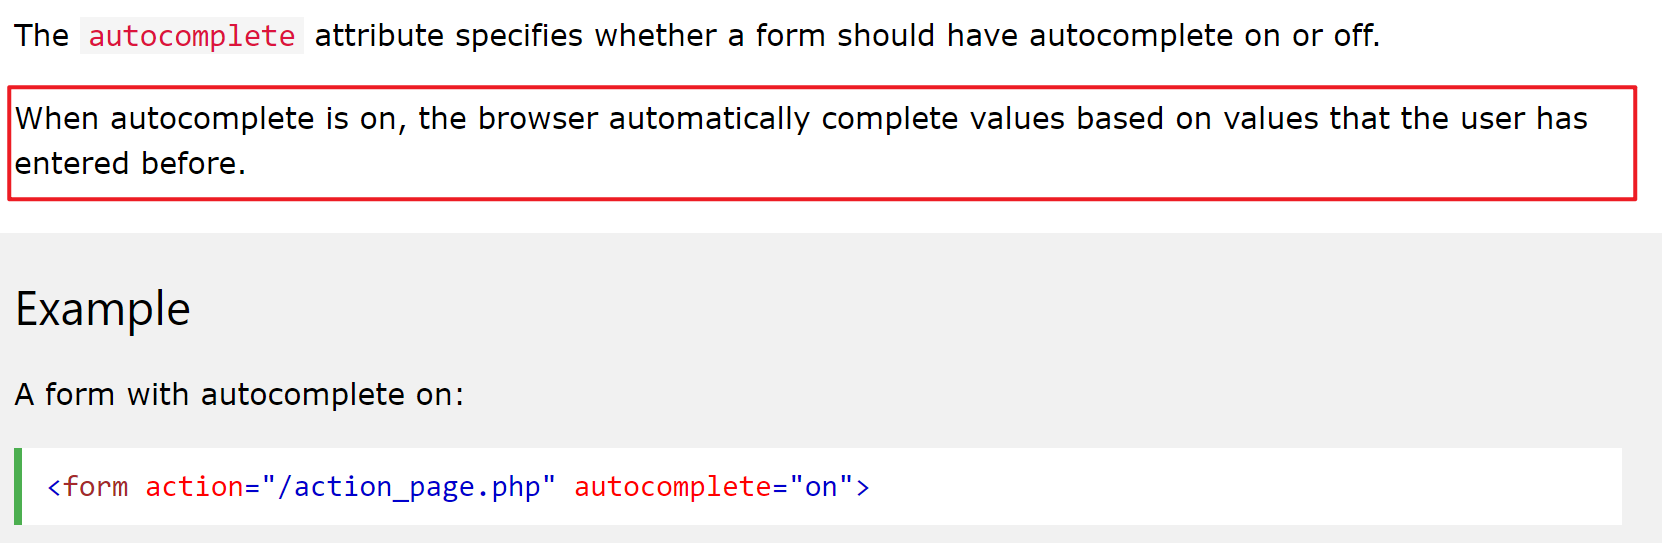 The autocomplete attribute specifies whether a form should have autocomplete on or off.
When autocomplete is on, the browser automatically complete values based on values that the user has
entered before.
Example
A form with autocomplete on:
<form action="/action_page.php" autocomplete="on">